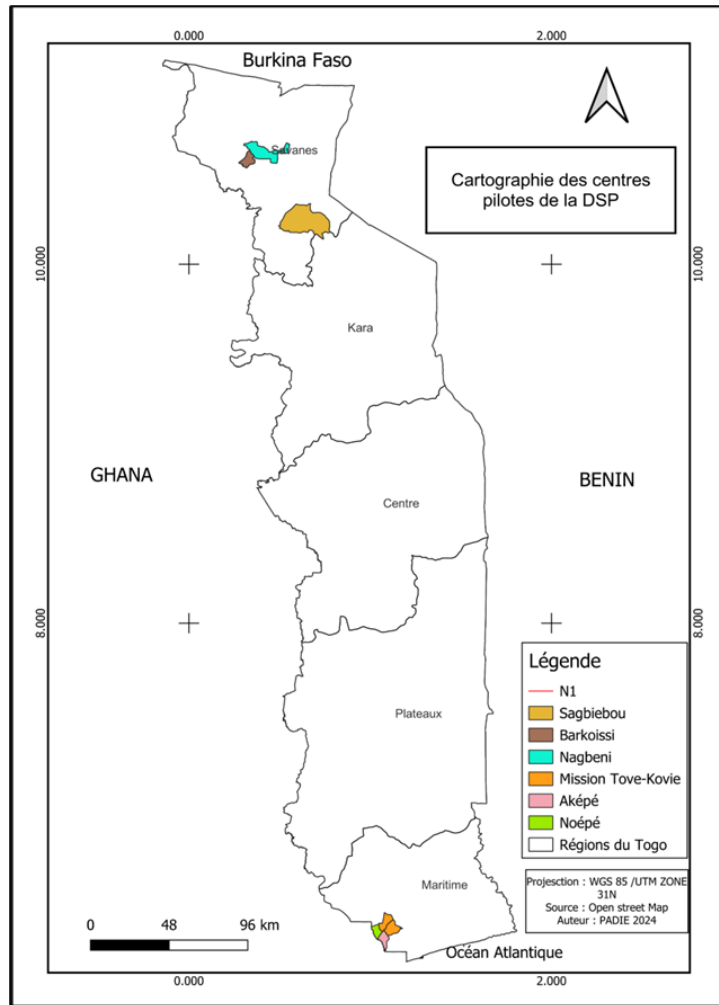 0.000
2.000
Burkina Faso
Savanes
Cartographie des centres
pilotes de la DSP
10.000
10.000
Kara
GHANA
BENIN
Centre
8.000
8.000
Légende
N1
Sagbiebou
Barkoissi
Nagbeni
Mission Tove-Kovie
Aképé
Noépé
Régions du Togo
Plateaux
Maritime
Projesction : WGS 85 /UTM ZONE
31N
Source : Open street Map
Auteur : PADIE 2024
0 48 96 km
Océan Atlantique
0.000
2.000